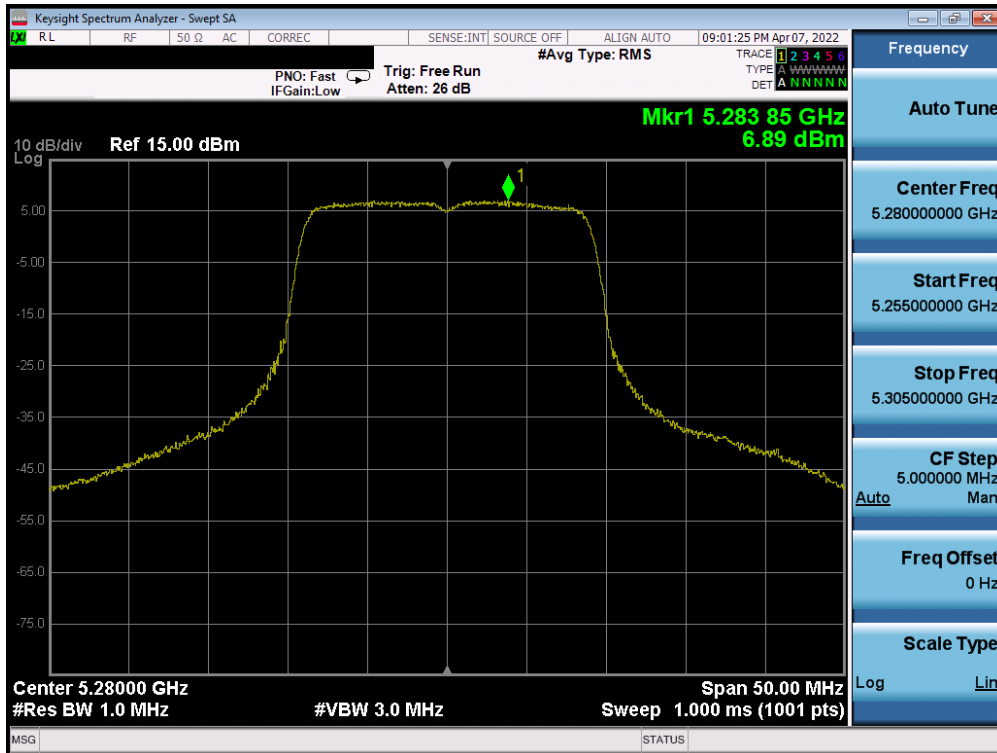 Keysight Spectrum Analyzer - Swept SA
LXI RL RF 50 Ω AC CORREC SENSE:INT SOURCE OFF ALIGN AUTO 09:01:25 PM Apr 07, 2022
#Avg Type: RMS
TRACE 1 2 3 4 5 6
PNO: Fast Trig: Free Run TYPE A WWWWW
IFGain:Low Atten: 26 dB DET A N N N N N
Mkr1 5.283 85 GHz
6.89 dBm
10 dB/div Ref 15.00 dBm
Log
1
5.00
-5.00
-15.0
-25.0
-35.0
-45.0
-55.0
-65.0
-75.0
Center 5.28000 GHz Span 50.00 MHz
#Res BW 1.0 MHz #VBW 3.0 MHz Sweep 1.000 ms (1001 pts)
MSG STATUS
Frequency
Auto Tune
Center Freq
5.280000000 GHz
Start Freq
5.255000000 GHz
Stop Freq
5.305000000 GHz
CF Step
5.000000 MHz
Auto Man
Freq Offset
0 Hz
Scale Type
Log Lin